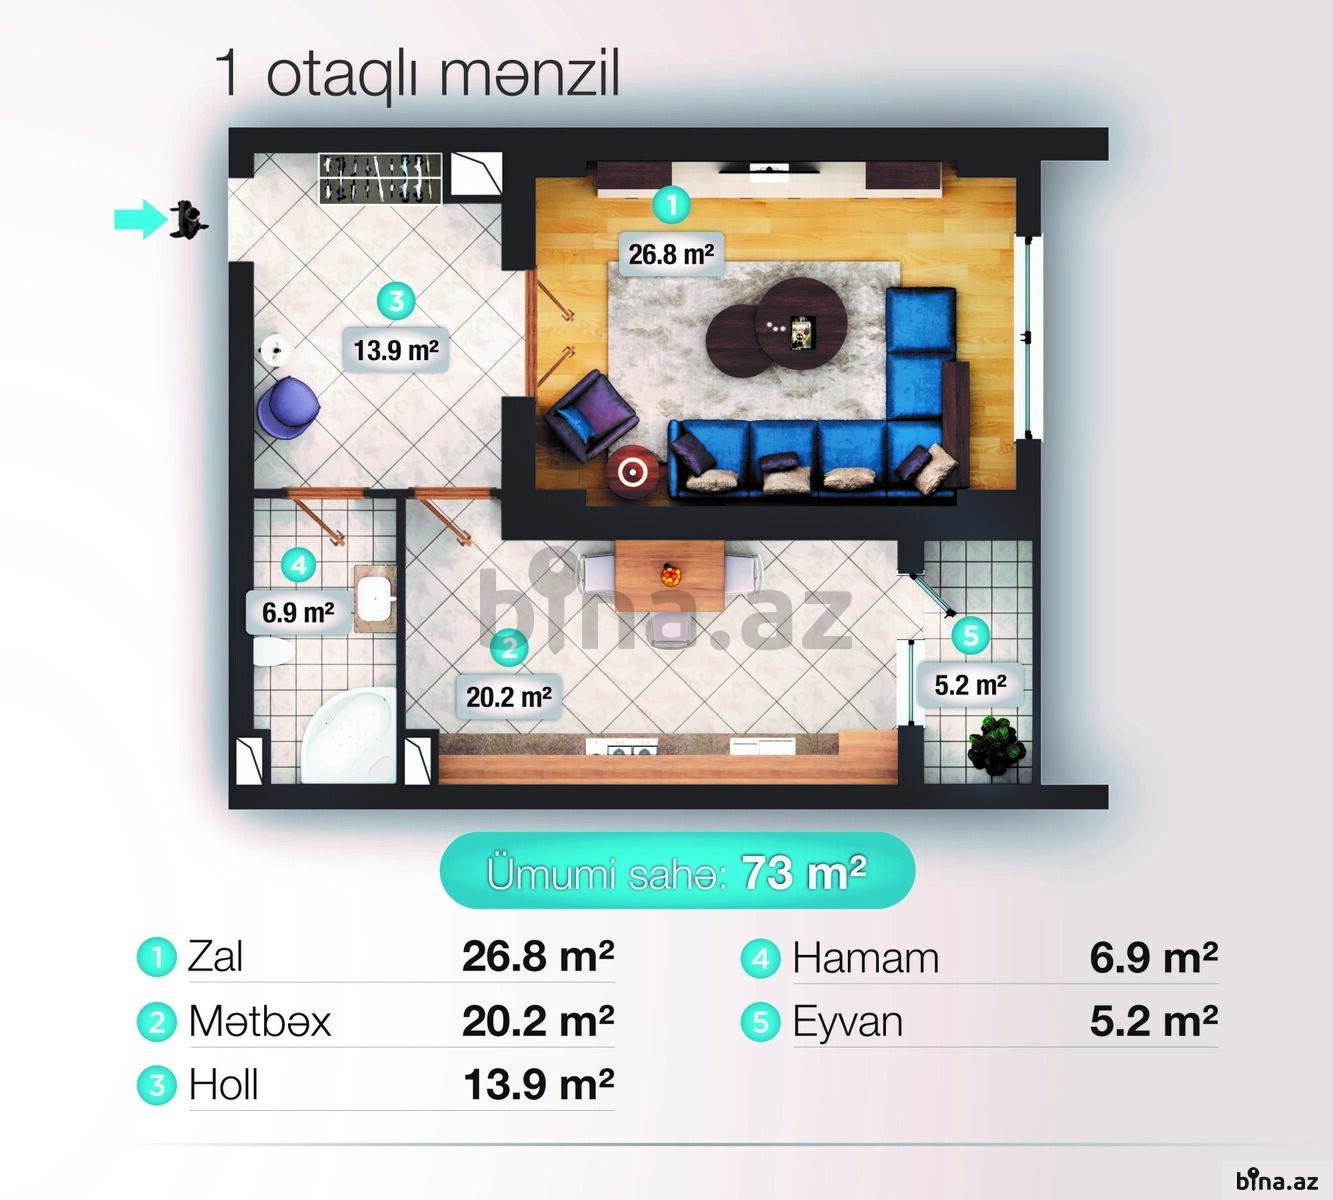 1 otaqlı mənzil
1
26.8 m²
3
13.9 m²
4
6.9 m²
bina.az
2
20.2 m²
5
5.2 m²
Ümumi sahə: 73 m²
1 Zal 26.8 m²
2 Mətbəx 20.2 m²
3 Holl 13.9 m²
4 Hamam 6.9 m²
5 Eyvan 5.2 m²
bina.az